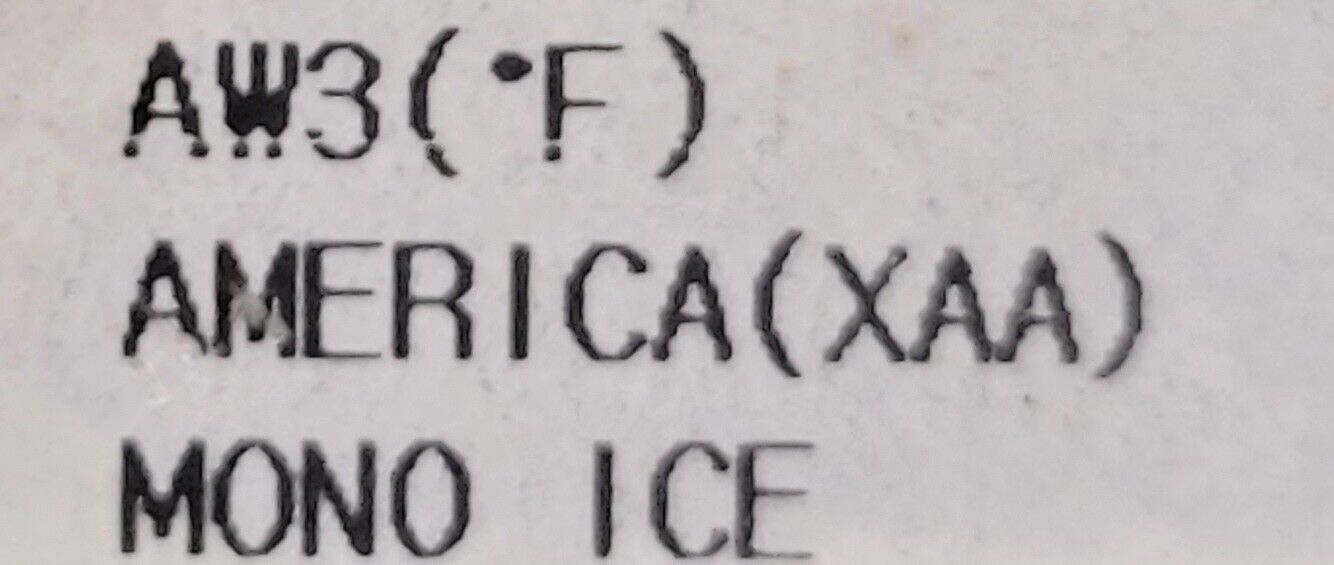 AW3(°F)
AMERICA(XAA)
MONO ICE